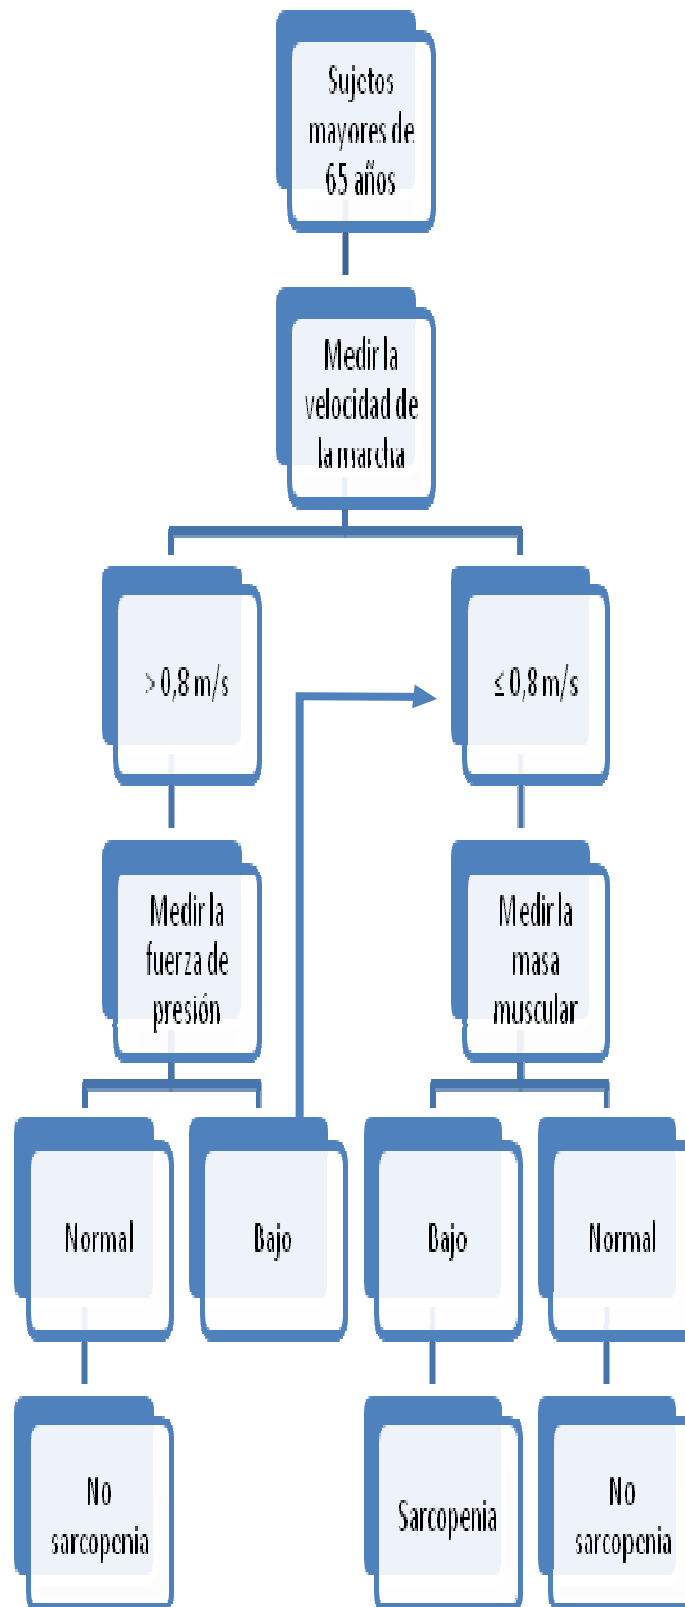 Sujetos
mayores de
65 años
Medir la
velocidad de
la marcha
> 0,8 m/s
≤ 0,8 m/s
Medir la
fuerza de
presión
Medir la
masa
muscular
Normal
Bajo
Bajo
Normal
No
sarcopenia
Sarcopenia
No
sarcopenia